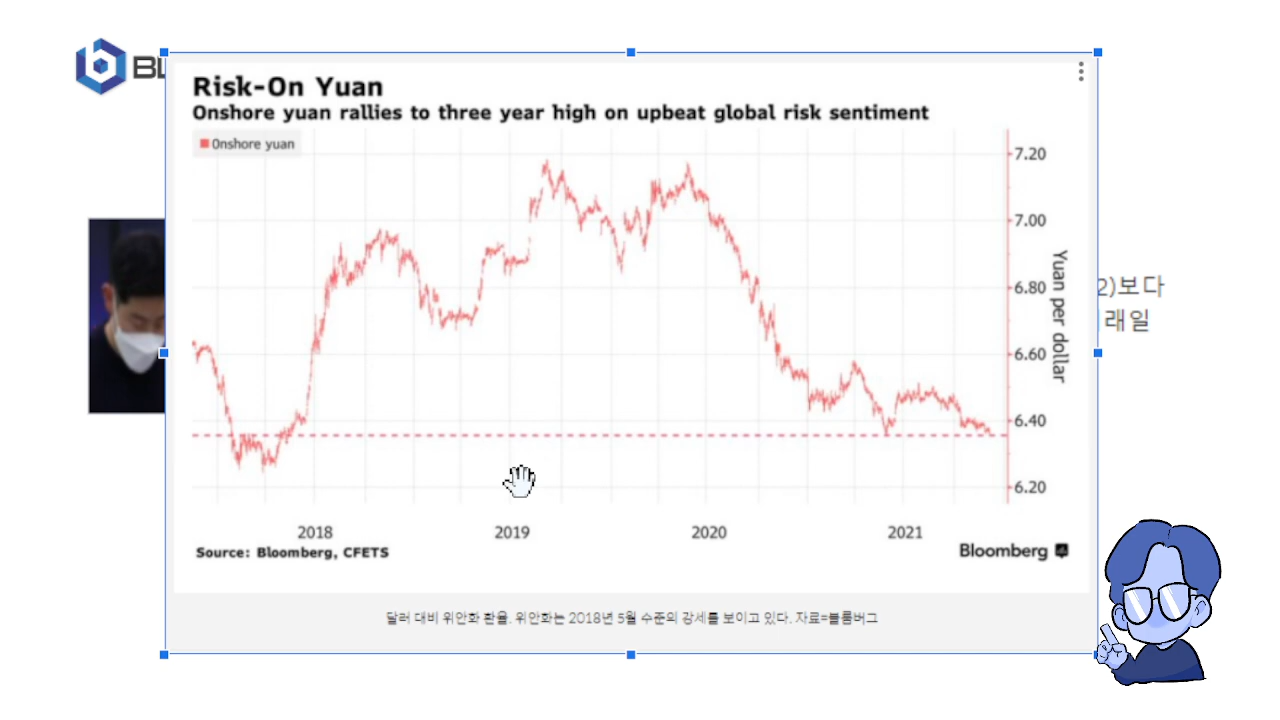 BL
Risk-On Yuan
Onshore yuan rallies to three year high on upbeat global risk sentiment
Onshore yuan
7.20
7.00
6.80
6.60
6.40
6.20
Yuan per dollar
2018 2019 2020 2021
Source: Bloomberg, CFETS
Bloomberg
달러 대비 위안화 환율. 위안화는 2018년 5월 수준의 강세를 보이고 있다. 자료=블룸버그
2)보다
래일